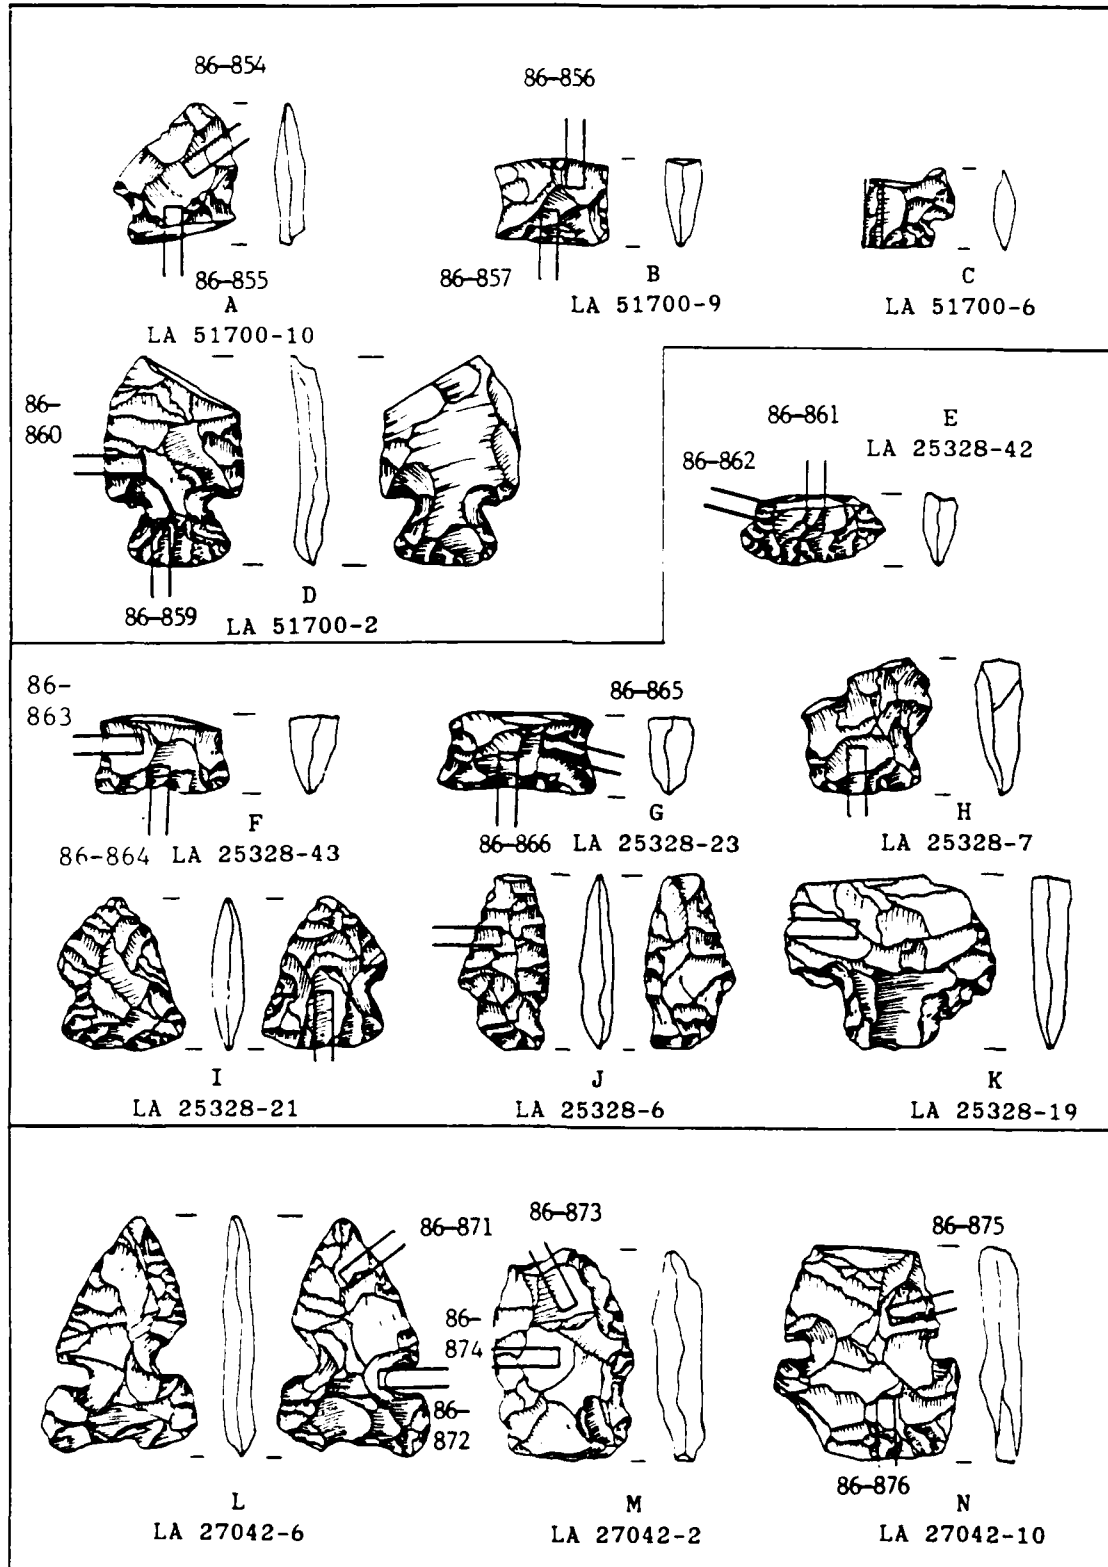 86-854
86-856
86-855
86-857
A
LA 51700-10
B
LA 51700-9
C
LA 51700-6
86-
860
86-859
D
LA 51700-2
86-861
86-862
E
LA 25328-42
86-
863
86-864
F
LA 25328-43
86-865
86-866
G
LA 25328-23
H
LA 25328-7
I
LA 25328-21
J
LA 25328-6
K
LA 25328-19
86-871
86-
872
L
LA 27042-6
86-873
86-
874
M
LA 27042-2
86-875
86-876
N
LA 27042-10